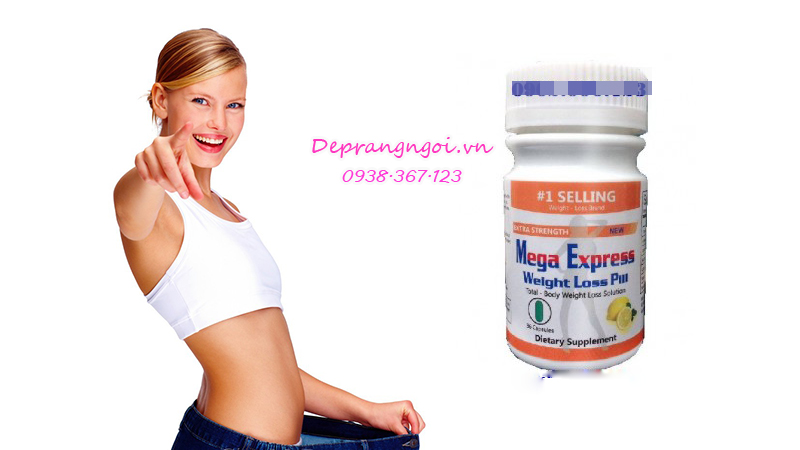 Deprangngoi.vn
0938·367·123
#1 SELLING
Weight - Loss Brand
EXTRA STRENGTH NEW
Mega Express
Weight Loss Pill
Total - Body Weight Loss Solution
36 Capsules
Dietary Supplement